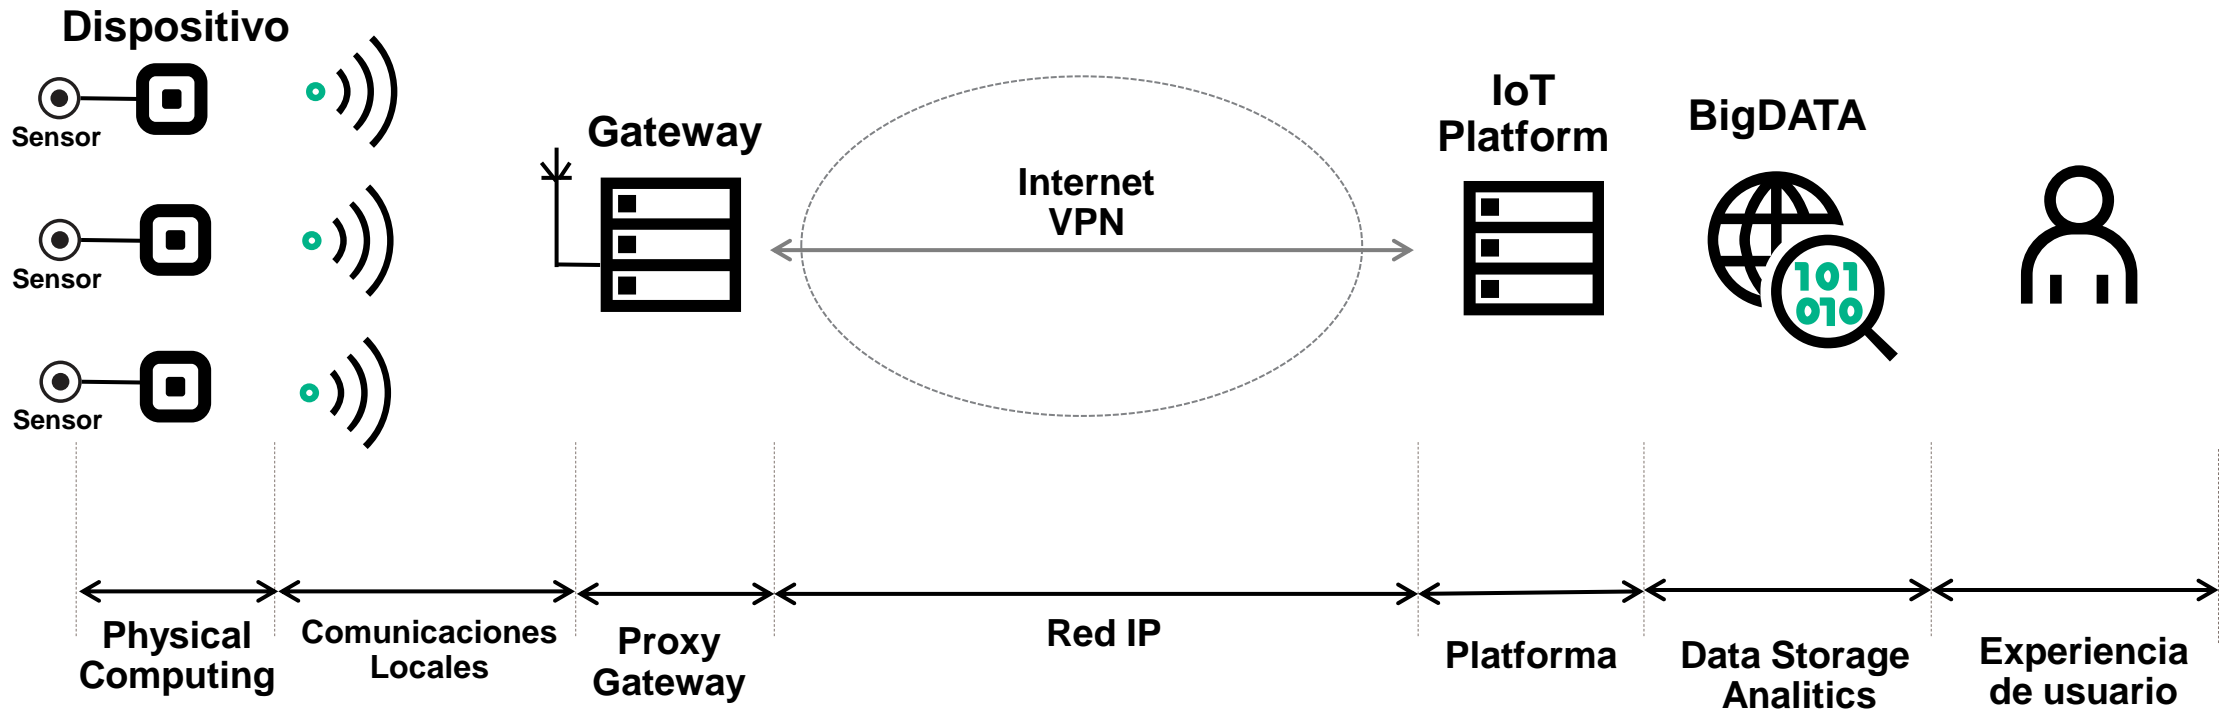 Dispositivo
Sensor
Sensor
Sensor
Gateway
Internet
VPN
IoT
Platform
BigDATA
101
010
Physical
Computing
Comunicaciones
Locales
Proxy
Gateway
Red IP
Platforma
Data Storage
Analitics
Experiencia
de usuario